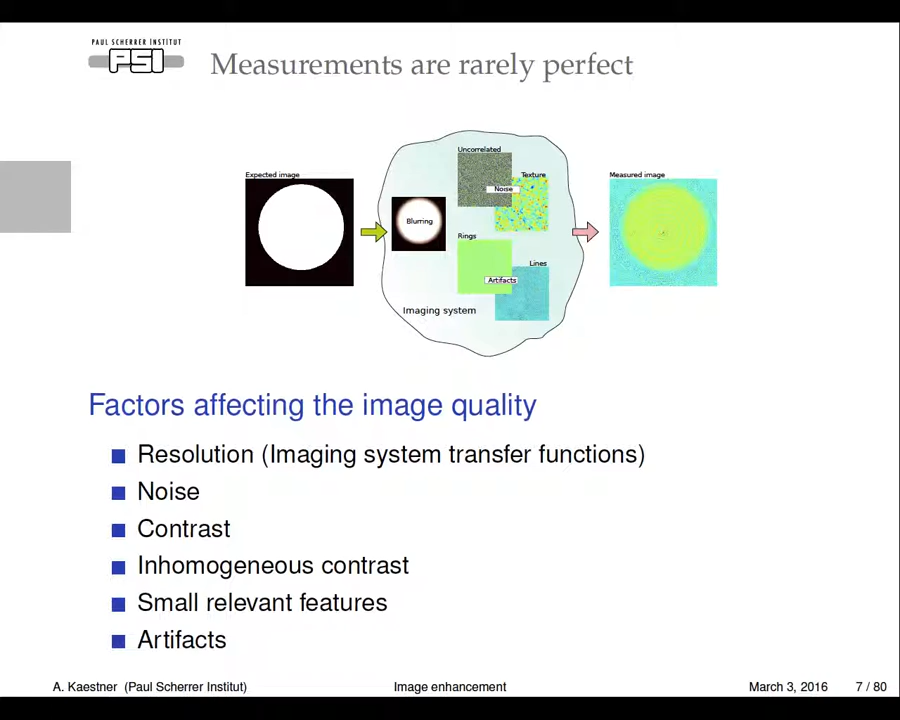 PAUL SCHERRER INSTITUT
PSI
Measurements are rarely perfect
Expected image
Uncorrelated
Texture
Noise
Blurring
Rings
Lines
Artifacts
Imaging system
Measured image
Factors affecting the image quality
Resolution (Imaging system transfer functions)
Noise
Contrast
Inhomogeneous contrast
Small relevant features
Artifacts
A. Kaestner (Paul Scherrer Institut)
Image enhancement
March 3, 2016
7 / 80